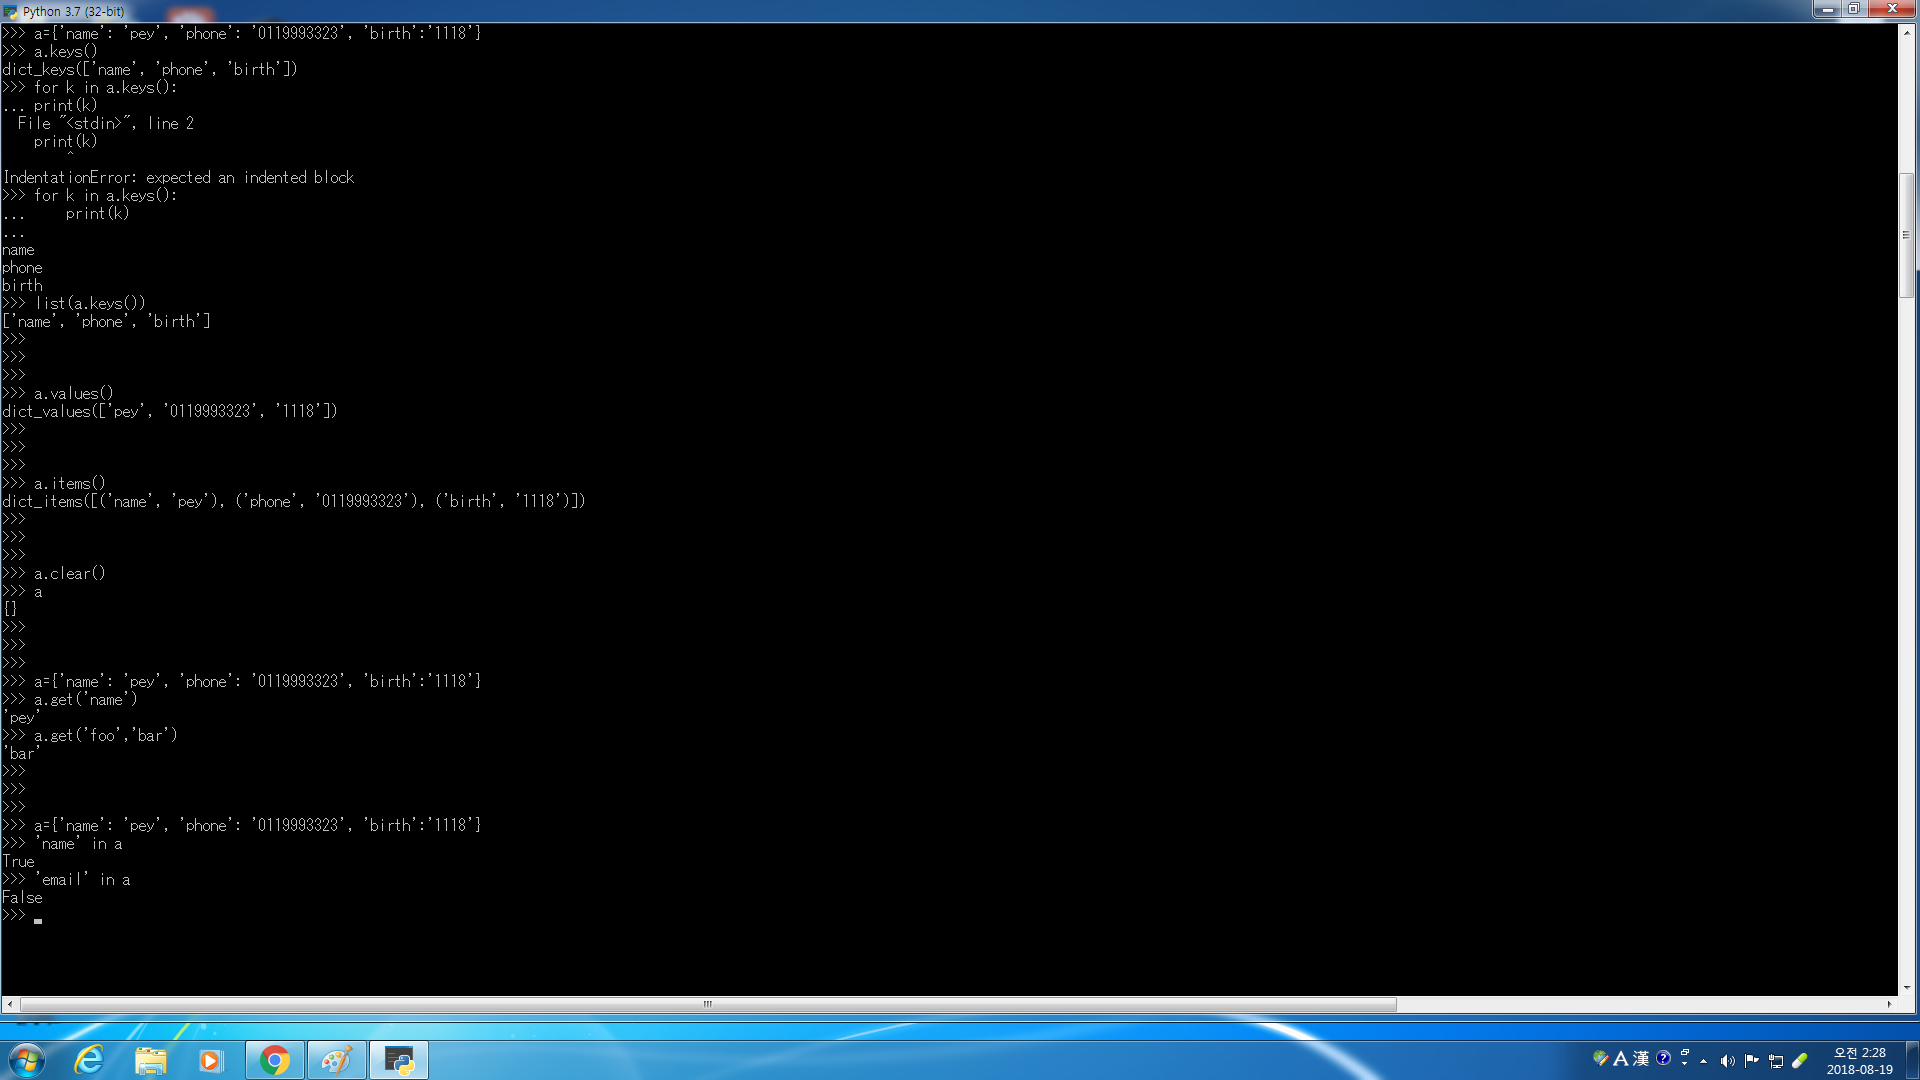 Python 3.7 (32-bit)
>>> a={'name': 'pey', 'phone': '0119993323', 'birth':'1118'}
>>> a.keys()
dict_keys(['name', 'phone', 'birth'])
>>> for k in a.keys():
... print(k)
  File "<stdin>", line 2
    print(k)
        ^
IndentationError: expected an indented block
>>> for k in a.keys():
...     print(k)
...
name
phone
birth
>>> list(a.keys())
['name', 'phone', 'birth']
>>>
>>>
>>>
>>> a.values()
dict_values(['pey', '0119993323', '1118'])
>>>
>>>
>>>
>>> a.items()
dict_items([('name', 'pey'), ('phone', '0119993323'), ('birth', '1118')])
>>>
>>>
>>>
>>> a.clear()
>>> a
{}
>>>
>>>
>>>
>>> a={'name': 'pey', 'phone': '0119993323', 'birth':'1118'}
>>> a.get('name')
'pey'
>>> a.get('foo','bar')
'bar'
>>>
>>>
>>>
>>> a={'name': 'pey', 'phone': '0119993323', 'birth':'1118'}
>>> 'name' in a
True
>>> 'email' in a
False
>>>
A 漢 ?
오전 2:28
2018-08-19